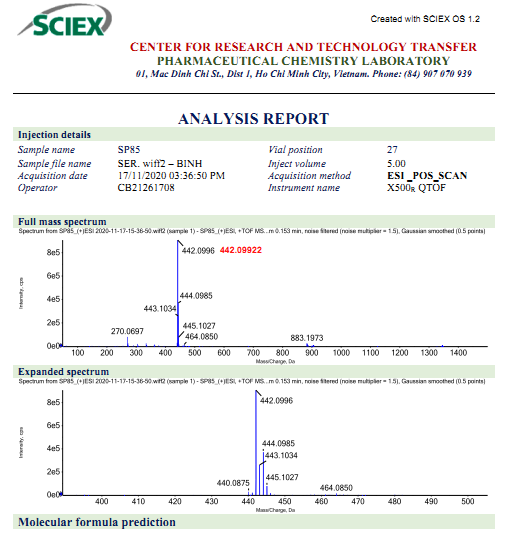 SCIEX
Created with SCIEX OS 1.2
CENTER FOR RESEARCH AND TECHNOLOGY TRANSFER
PHARMACEUTICAL CHEMISTRY LABORATORY
01, Mac Dinh Chi St., Dist 1, Ho Chi Minh City, Vietnam. Phone: (84) 907 070 939
ANALYSIS REPORT
Injection details
Sample name SP85 Vial position 27
Sample file name SER. wiff2 – BINH Inject volume 5.00
Acquisition date 17/11/2020 03:36:50 PM Acquisition method ESI _POS_SCAN
Operator CB21261708 Instrument name X500R QTOF
Full mass spectrum
Spectrum from SP85_(+)ESI 2020-11-17-15-36-50.wiff2 (sample 1) - SP85_(+)ESI, +TOF MS...m 0.153 min, noise filtered (noise multiplier = 1.5), Gaussian smoothed (0.5 points)
Intensity, cps
8e5
6e5
4e5
2e5
0e0
442.0996 442.09922
444.0985
443.1034
445.1027
270.0697
464.0850
883.1973
100 200 300 400 500 600 700 800 900 1000 1100 1200 1300 1400
Mass/Charge, Da
Expanded spectrum
Spectrum from SP85_(+)ESI 2020-11-17-15-36-50.wiff2 (sample 1) - SP85_(+)ESI, +TOF MS...m 0.153 min, noise filtered (noise multiplier = 1.5), Gaussian smoothed (0.5 points)
Intensity, cps
8e5
6e5
4e5
2e5
0e0
442.0996
444.0985
443.1034
445.1027
440.0875
464.0850
400 410 420 430 440 450 460 470 480 490 500
Mass/Charge, Da
Molecular formula prediction